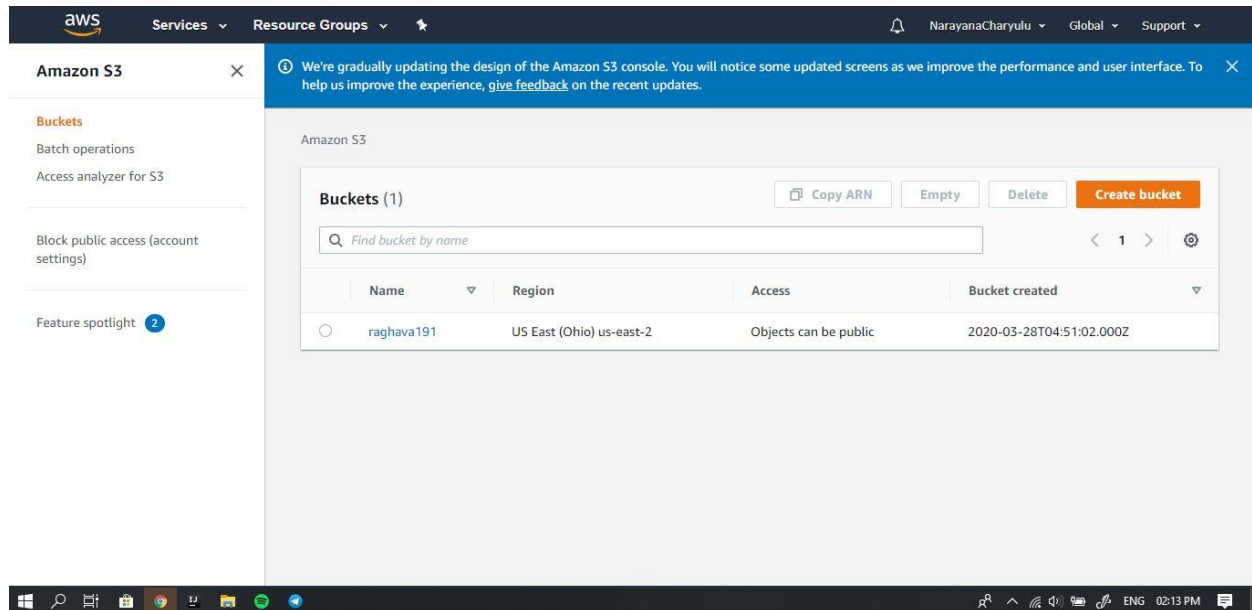 aws Services Resource Groups NarayanaCharyulu Global Support
Amazon S3
We're gradually updating the design of the Amazon S3 console. You will notice some updated screens as we improve the performance and user interface. To
help us improve the experience, give feedback on the recent updates.
Buckets
Batch operations
Access analyzer for S3
Block public access (account
settings)
Feature spotlight 2
Amazon S3
Buckets (1) Copy ARN Empty Delete Create bucket
Find bucket by name 1
Name Region Access Bucket created
raghava191 US East (Ohio) us-east-2 Objects can be public 2020-03-28T04:51:02.000Z
ENG 02:13 PM